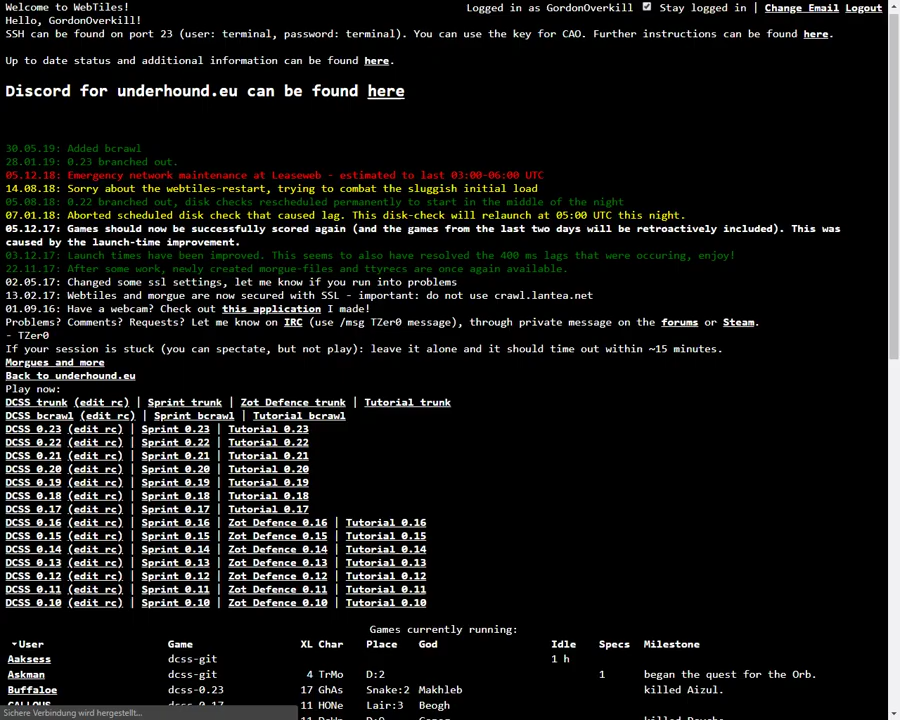 Welcome to WebTiles!
Logged in as GordonOverkill Stay logged in | Change Email Logout
Hello, GordonOverkill!
SSH can be found on port 23 (user: terminal, password: terminal). You can use the key for CAO. Further instructions can be found here.
Up to date status and additional information can be found here.
Discord for underhound.eu can be found here
30.05.19: Added bcrawl
28.01.19: 0.23 branched out.
05.12.18: Emergency network maintenance at Leaseweb - estimated to last 03:00-06:00 UTC
14.08.18: Sorry about the webtiles-restart, trying to combat the sluggish initial load
05.08.18: 0.22 branched out, disk checks rescheduled permanently to start in the middle of the night
07.01.18: Aborted scheduled disk check that caused lag. This disk-check will relaunch at 05:00 UTC this night.
05.12.17: Games should now be successfully scored again (and the games from the last two days will be retroactively included). This was
caused by the launch-time improvement.
03.12.17: Launch times have been improved. This seems to also have resolved the 400 ms lags that were occuring, enjoy!
22.11.17: After some work, newly created morgue-files and ttyrecs are once again available.
02.05.17: Changed some ssl settings, let me know if you run into problems
13.02.17: Webtiles and morgue are now secured with SSL - important: do not use crawl.lantea.net
01.09.16: Have a webcam? Check out this application I made!
Problems? Comments? Requests? Let me know on IRC (use /msg TZer0 message), through private message on the forums or Steam.
- TZer0
If your session is stuck (you can spectate, but not play): leave it alone and it should time out within ~15 minutes.
Morgues and more
Back to underhound.eu
Play now:
DCSS trunk (edit rc) | Sprint trunk | Zot Defence trunk | Tutorial trunk
DCSS bcrawl (edit rc) | Sprint bcrawl | Tutorial bcrawl
DCSS 0.23 (edit rc) | Sprint 0.23 | Tutorial 0.23
DCSS 0.22 (edit rc) | Sprint 0.22 | Tutorial 0.22
DCSS 0.21 (edit rc) | Sprint 0.21 | Tutorial 0.21
DCSS 0.20 (edit rc) | Sprint 0.20 | Tutorial 0.20
DCSS 0.19 (edit rc) | Sprint 0.19 | Tutorial 0.19
DCSS 0.18 (edit rc) | Sprint 0.18 | Tutorial 0.18
DCSS 0.17 (edit rc) | Sprint 0.17 | Tutorial 0.17
DCSS 0.16 (edit rc) | Sprint 0.16 | Zot Defence 0.16 | Tutorial 0.16
DCSS 0.15 (edit rc) | Sprint 0.15 | Zot Defence 0.15 | Tutorial 0.15
DCSS 0.14 (edit rc) | Sprint 0.14 | Zot Defence 0.14 | Tutorial 0.14
DCSS 0.13 (edit rc) | Sprint 0.13 | Zot Defence 0.13 | Tutorial 0.13
DCSS 0.12 (edit rc) | Sprint 0.12 | Zot Defence 0.12 | Tutorial 0.12
DCSS 0.11 (edit rc) | Sprint 0.11 | Zot Defence 0.11 | Tutorial 0.11
DCSS 0.10 (edit rc) | Sprint 0.10 | Zot Defence 0.10 | Tutorial 0.10
Games currently running:
User Game XL Char Place God Idle Specs Milestone
Aaksess dcss-git 1 h
Askman dcss-git 4 TrMo D:2 1 began the quest for the Orb.
Buffaloe dcss-0.23 17 GhAs Snake:2 Makhleb killed Aizul.
CALLOUS dcss-0.17 11 HONe Lair:3 Beogh
Sichere Verbindung wird hergestellt...